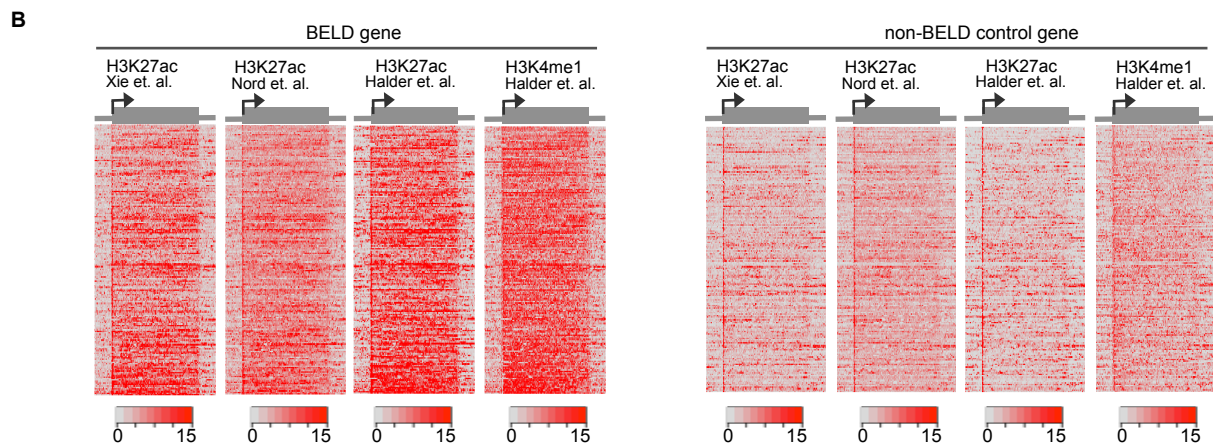 B
BELD gene
non-BELD control gene
H3K27ac
Xie et. al.
H3K27ac
Nord et. al.
H3K27ac
Halder et. al.
H3K4me1
Halder et. al.
H3K27ac
Xie et. al.
H3K27ac
Nord et. al.
H3K27ac
Halder et. al.
H3K4me1
Halder et. al.
0 15
0 15
0 15
0 15
0 15
0 15
0 15
0 15